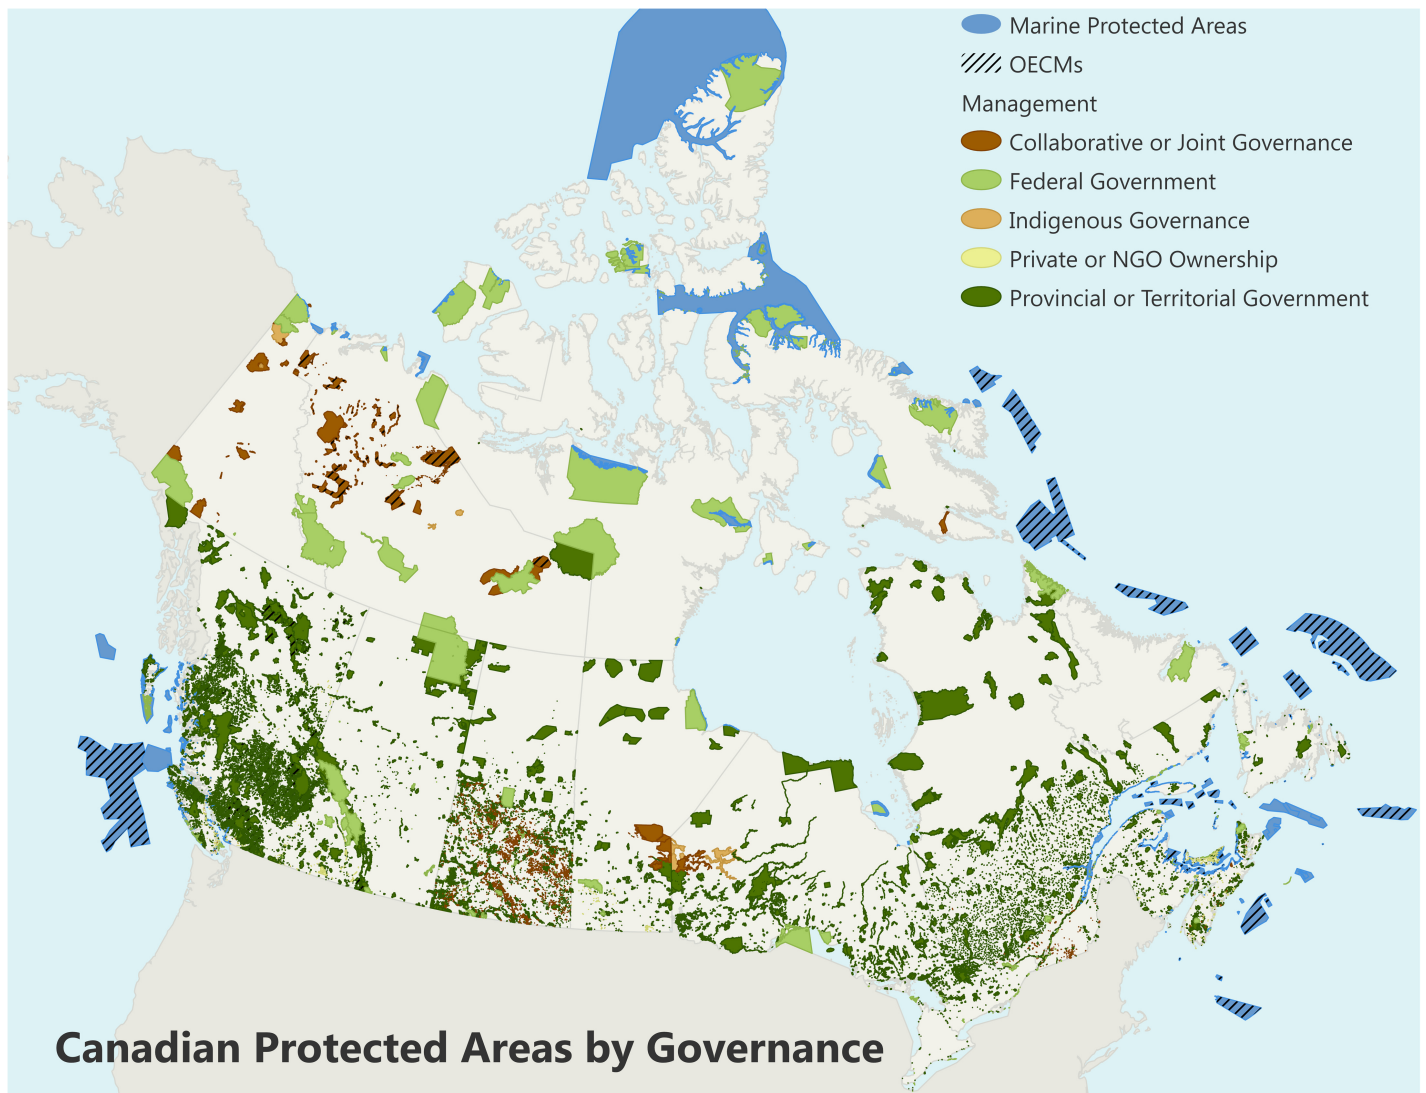 Marine Protected Areas
OECMs
Management
Collaborative or Joint Governance
Federal Government
Indigenous Governance
Private or NGO Ownership
Provincial or Territorial Government
Canadian Protected Areas by Governance